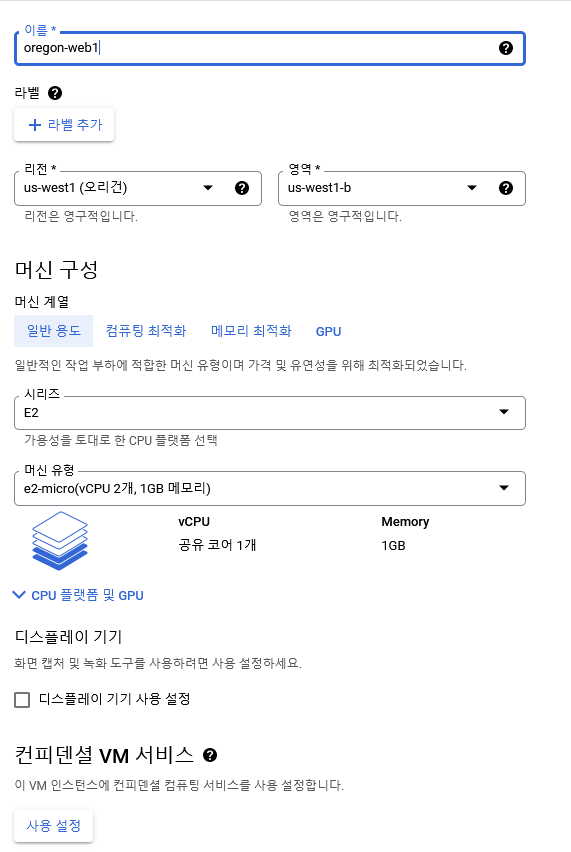 이름 *
oregon-web1
라벨
라벨 추가
리전 *
us-west1 (오리건)
리전은 영구적입니다.
영역 *
us-west1-b
영역은 영구적입니다.
머신 구성
머신 계열
일반 용도 컴퓨팅 최적화 메모리 최적화 GPU
일반적인 작업 부하에 적합한 머신 유형이며 가격 및 유연성을 위해 최적화되었습니다.
시리즈
E2
가용성을 토대로 한 CPU 플랫폼 선택
머신 유형
e2-micro(vCPU 2개, 1GB 메모리)
vCPU Memory
공유 코어 1개 1GB
CPU 플랫폼 및 GPU
디스플레이 기기
화면 캡처 및 녹화 도구를 사용하려면 사용 설정하세요.
디스플레이 기기 사용 설정
컨피덴셜 VM 서비스
이 VM 인스턴스에 컨피덴셜 컴퓨팅 서비스를 사용 설정합니다.
사용 설정